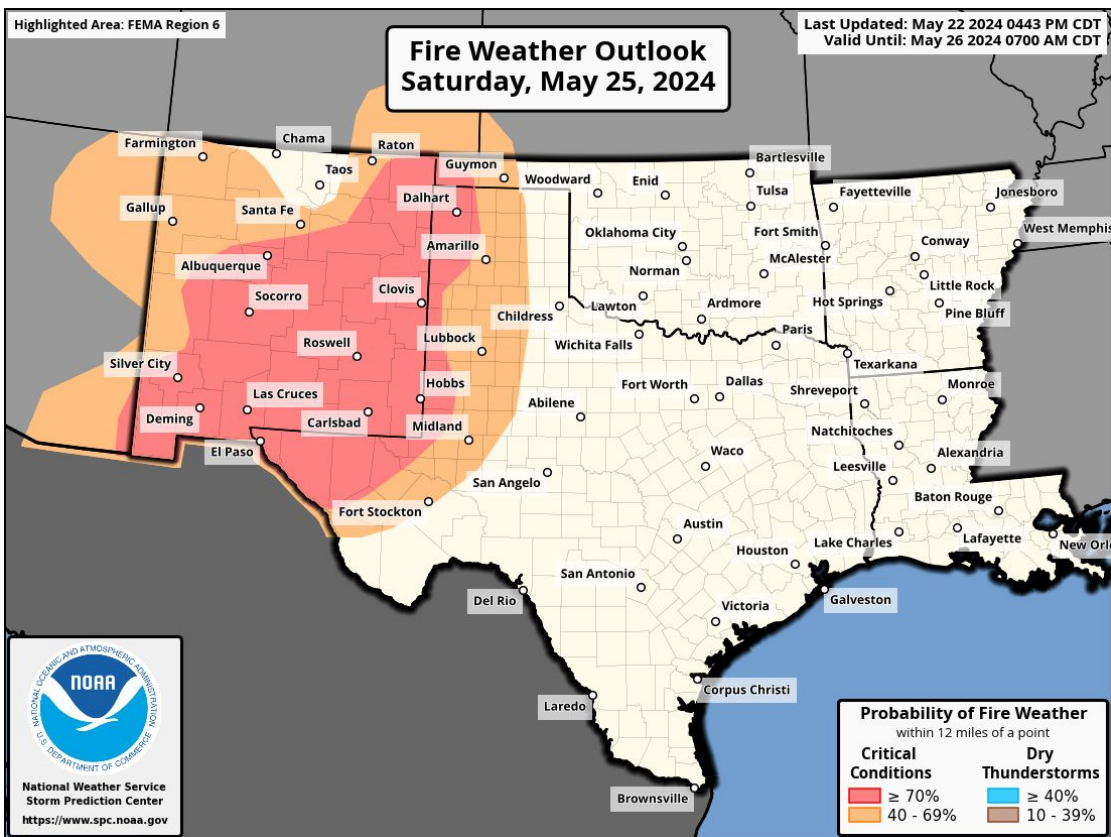 Highlighted Area: FEMA Region 6
Fire Weather Outlook
Saturday, May 25, 2024
Last Updated: May 22 2024 0443 PM CDT
Valid Until: May 26 2024 0700 AM CDT
Farmington
Chama
Raton
Taos
Guymon
Woodward
Enid
Bartlesville
Tulsa
Fayetteville
Jonesboro
Gallup
Santa Fe
Dalhart
West Memphis
Albuquerque
Amarillo
Oklahoma City
Fort Smith
Conway
Norman
McAlester
Little Rock
Socorro
Clovis
Childress
Lawton
Ardmore
Hot Springs
Pine Bluff
Roswell
Lubbock
Wichita Falls
Paris
Texarkana
Silver City
Hobbs
Fort Worth
Dallas
Shreveport
Monroe
Las Cruces
Deming
Carlsbad
Midland
Abilene
Natchitoches
El Paso
Waco
Leesville
Alexandria
San Angelo
Fort Stockton
Baton Rouge
Austin
Lake Charles
Lafayette
New Orl
Houston
San Antonio
Del Rio
Galveston
Victoria
Laredo
Corpus Christi
Brownsville
NATIONAL OCEANIC AND ATMOSPHERIC ADMINISTRATION
NOAA
U.S. DEPARTMENT OF COMMERCE
National Weather Service
Storm Prediction Center
https://www.spc.noaa.gov
Probability of Fire Weather
within 12 miles of a point
Critical Conditions
≥ 70%
40 - 69%
Dry Thunderstorms
≥ 40%
10 - 39%